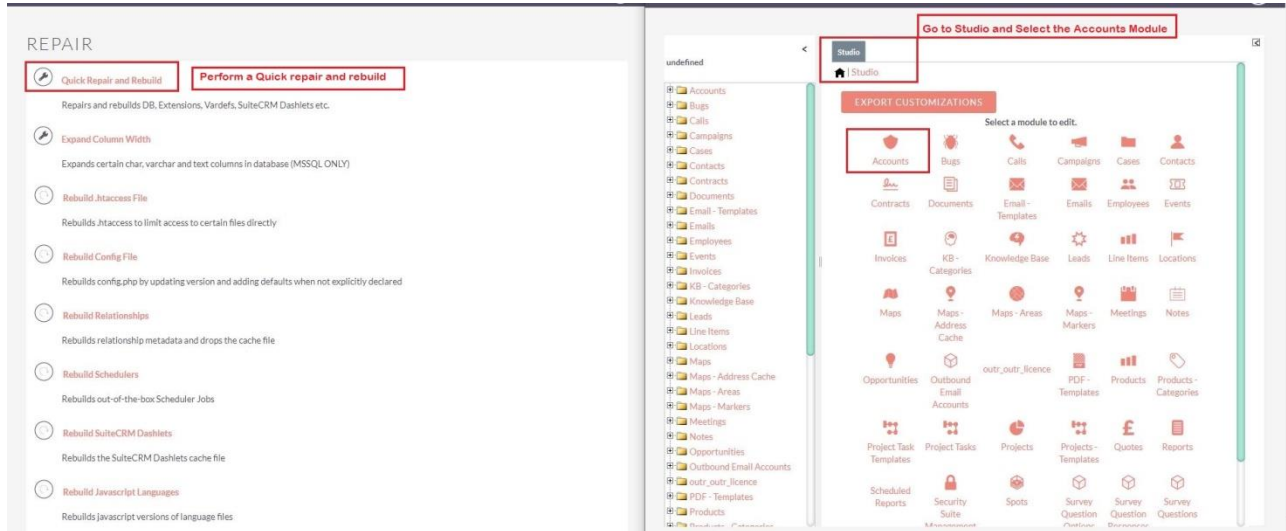 REPAIR
Quick Repair and Rebuild
Perform a Quick repair and rebuild
Repairs and rebuilds DB, Extensions, Vardefs, SuiteCRM Dashlets etc.
Expand Column Width
Expands certain char, varchar and text columns in database (MSSQL ONLY)
Rebuild .htaccess File
Rebuilds .htaccess to limit access to certain files directly
Rebuild Config File
Rebuilds config.php by updating version and adding defaults when not explicitly declared
Rebuild Relationships
Rebuilds relationship metadata and drops the cache file
Rebuild Schedulers
Rebuilds out-of-the-box Scheduler Jobs
Rebuild SuiteCRM Dashlets
Rebuilds the SuiteCRM Dashlets cache file
Rebuild Javascript Languages
Rebuilds javascript versions of language files
Go to Studio and Select the Accounts Module
<
undefined
Accounts
Bugs
Calls
Campaigns
Cases
Contacts
Contracts
Documents
Email - Templates
Emails
Employees
Events
Invoices
KB - Categories
Knowledge Base
Leads
Line Items
Locations
Maps
Maps - Address Cache
Maps - Areas
Maps - Markers
Meetings
Notes
Opportunities
Outbound Email Accounts
outr_outr_licence
PDF - Templates
Products
Products - Categories
Studio
| Studio
EXPORT CUSTOMIZATIONS
Select a module to edit.
Accounts Bugs Calls Campaigns Cases Contacts
Contracts Documents Email - Emails Employees Events
Templates
Invoices KB - Knowledge Base Leads Line Items Locations
Categories
Maps Maps - Maps - Areas Maps - Meetings Notes
Address Markers
Cache
Opportunities Outbound outr_outr_licence PDF - Products Products -
Email Templates Categories
Accounts
Project Task Project Tasks Projects Projects - Quotes Reports
Templates Templates
Scheduled Security Spots Survey Survey Survey
Reports Suite Question Question Questions
Management Options Responses